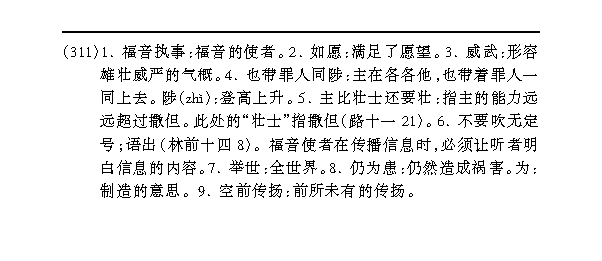 (311)1. 福音执事:福音的使者。2. 如愿:满足了愿望。3. 威武:形容
雄壮威严的气概。4. 也带罪人同陟:主在各各他,也带着罪人一
同上去。陟(zhì):登高上升。5. 主比壮士还要壮:指主的能力远
远超过撒但。此处的“壮士”指撒但(路十一 21)。6. 不要吹无定
号:语出(林前十四 8)。福音使者在传播信息时,必须让听者明
白信息的内容。7. 举世:全世界。8. 仍为患:仍然造成祸害。为:
制造的意思。9. 空前传扬:前所未有的传扬。